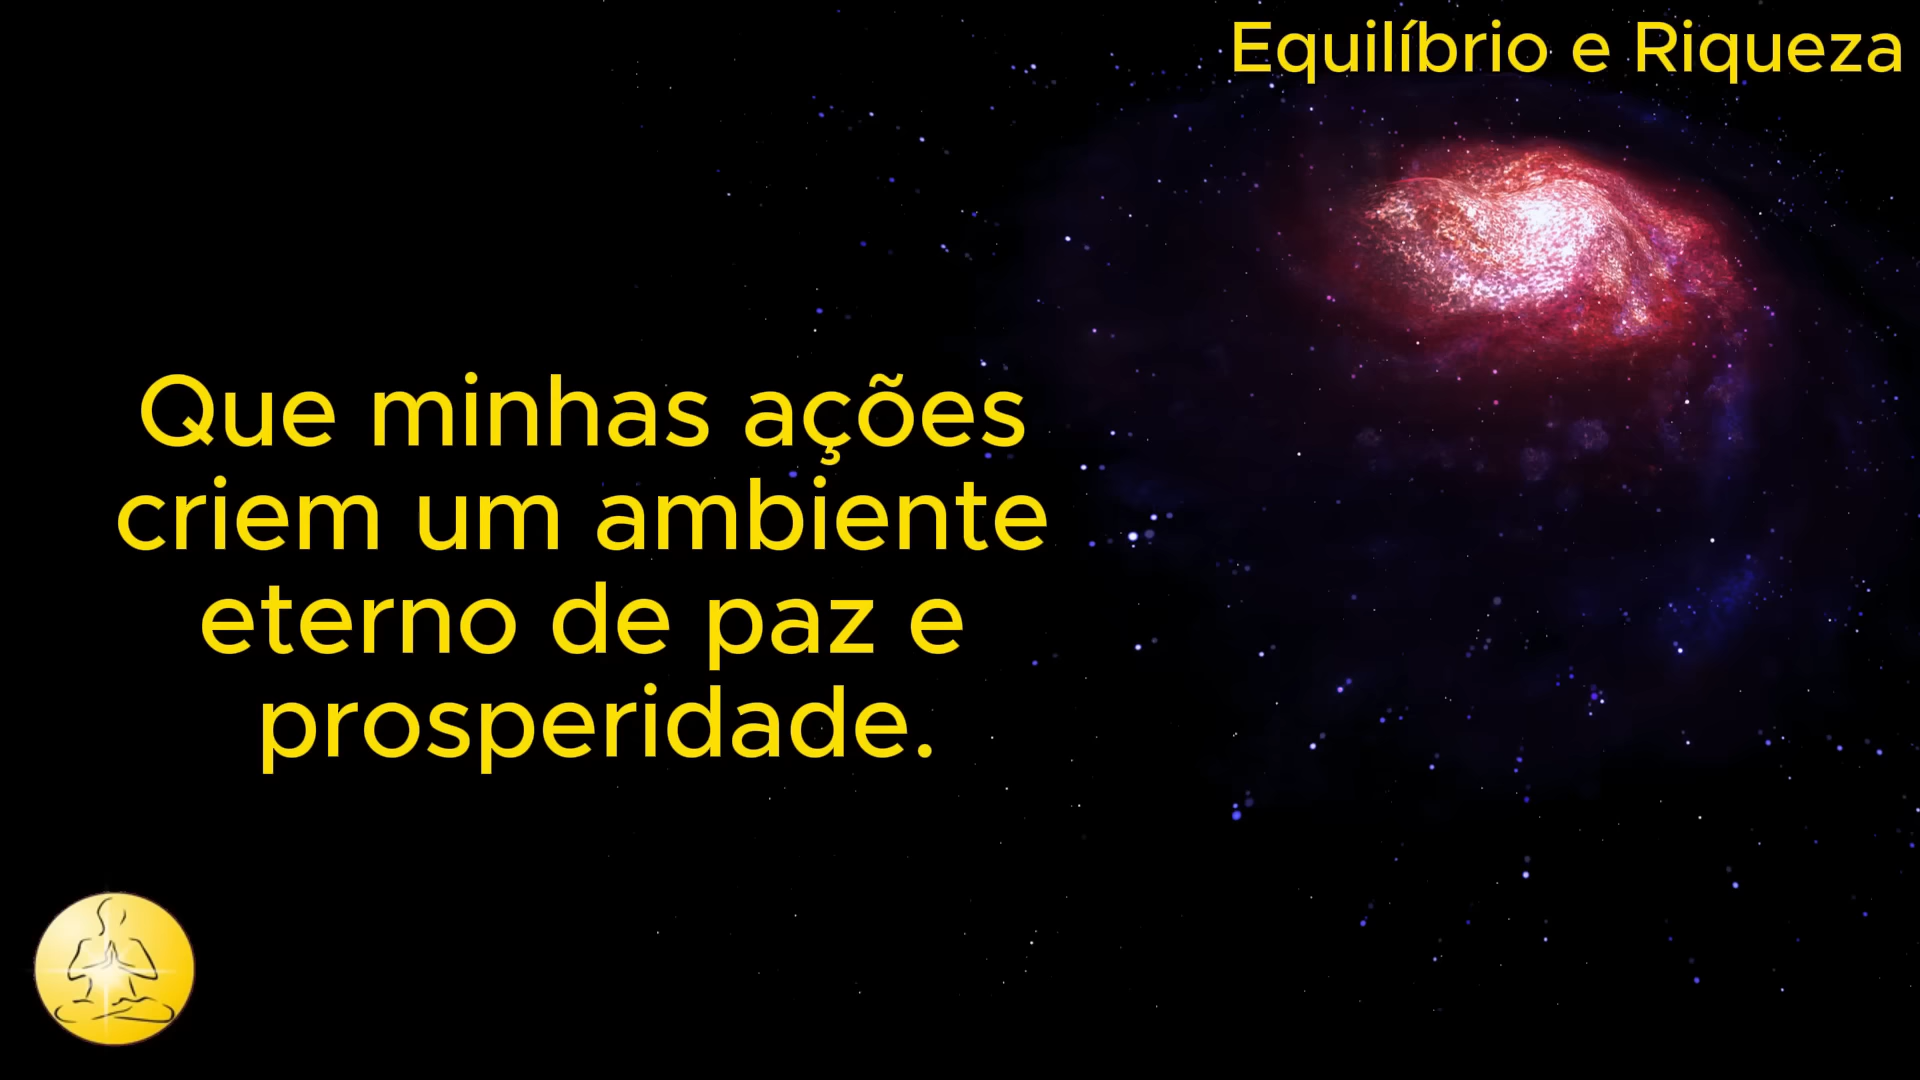 Equilíbrio e Riqueza
Que minhas ações
criem um ambiente
eterno de paz e
prosperidade.